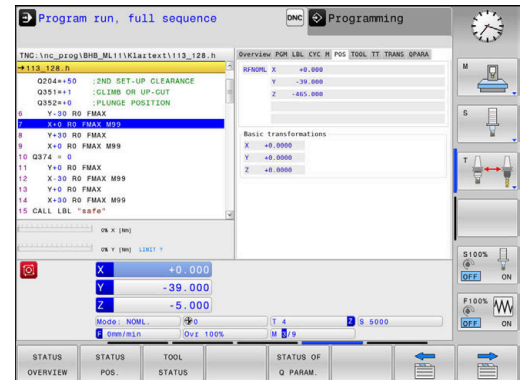 Program run, full sequence
DNC
Programming
TNC:\nc_prog\BHB_ML11\Klartext\113_128.h
→113_128.h
Q204=+50 ;2ND SET-UP CLEARANCE
Q351=+1 ;CLIMB OR UP-CUT
Q352=+0 ;PLUNGE POSITION
6 Y-30 R0 FMAX
7 X+0 R0 FMAX M99
8 Y+30 R0 FMAX
9 X+0 R0 FMAX M99
10 Q374 = 0
11 Y+0 R0 FMAX
12 X-30 R0 FMAX M99
13 Y+0 R0 FMAX
14 X+30 R0 FMAX M99
15 CALL LBL "safe"
0% X [Nm]
0% Y [Nm] LIMIT ?
Overview PGM LBL CYC M POS TOOL TT TRANS QPARA
RFNOML X +0.000
Y -39.000
Z -465.000
Basic transformations
X +0.0000
Y +0.0000
Z +0.0000
X +0.000
Y -39.000
Z -5.000
Mode: NOML. 0 T 4 Z S 5000
F 0mm/min Ovr 100% M 5/9
M
S
T
S100%
OFF ON
F100%
OFF ON
STATUS OVERVIEW
STATUS POS.
TOOL STATUS
STATUS OF Q PARAM.